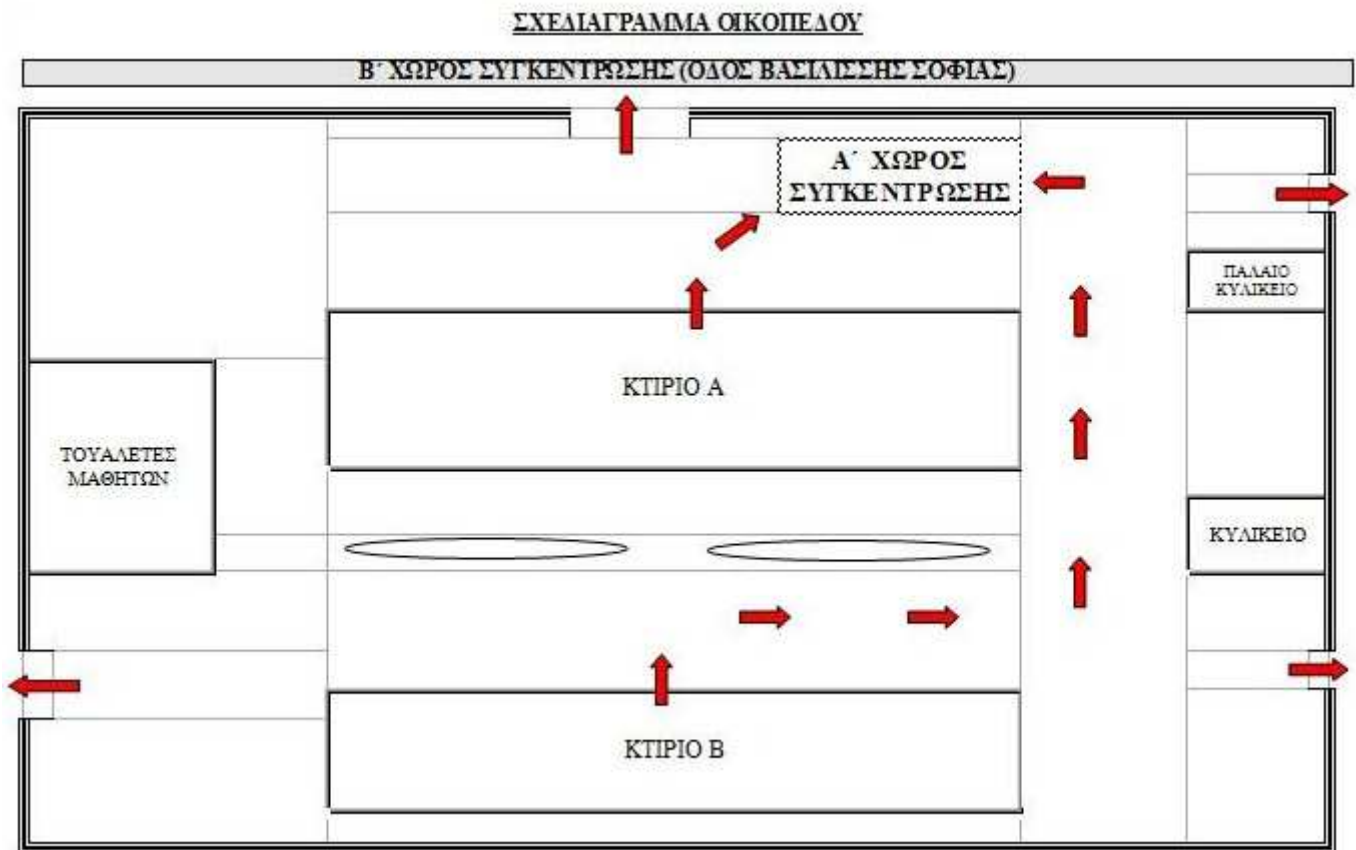 ΣΧΕΔΙΑΓΡΑΜΜΑ ΟΙΚΟΠΕΔΟΥ
Β΄ ΧΩΡΟΣ ΣΥΓΚΕΝΤΡΩΣΗΣ (ΟΔΟΣ ΒΑΣΙΛΙΣΣΗΣ ΣΟΦΙΑΣ)
Α΄ ΧΩΡΟΣ
ΣΥΓΚΕΝΤΡΩΣΗΣ
ΠΑΛΑΙΟ
ΚΥΛΙΚΕΙΟ
ΚΤΙΡΙΟ Α
ΤΟΥΑΛΕΤΕΣ
ΜΑΘΗΤΩΝ
ΚΥΛΙΚΕΙΟ
ΚΤΙΡΙΟ Β